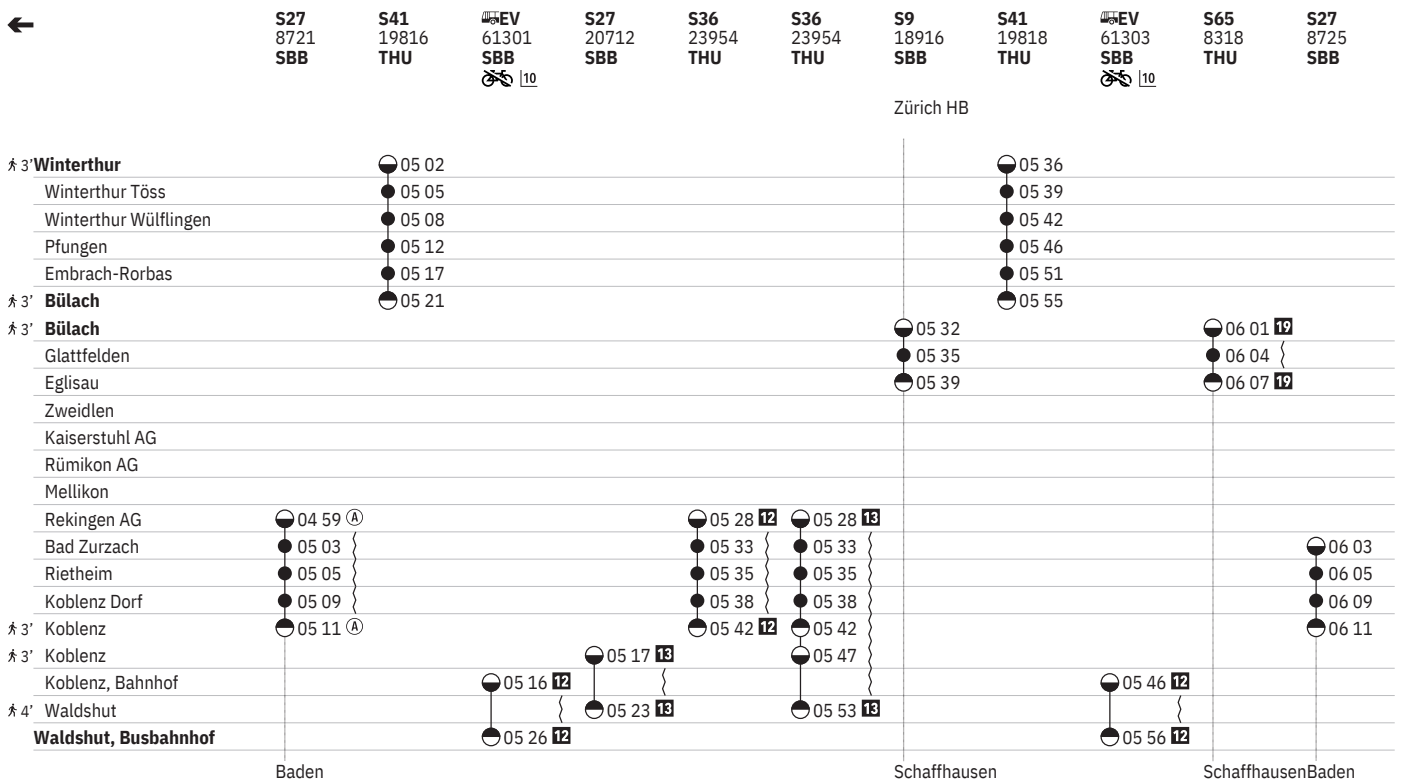 S27 S41 EV S27 S36 S36 S9 S41 EV S65 S27
8721 19816 61301 20712 23954 23954 18916 19818 61303 8318 8725
SBB THU SBB SBB THU THU SBB THU SBB THU SBB
10 10
Zürich HB
3' Winterthur 05 02 05 36
Winterthur Töss 05 05 05 39
Winterthur Wülflingen 05 08 05 42
Pfungen 05 12 05 46
Embrach-Rorbas 05 17 05 51
3' Bülach 05 21 05 55
3' Bülach 05 32 06 01 19
Glattfelden 05 35 06 04
Eglisau 05 39 06 07 19
Zweidlen
Kaiserstuhl AG
Rümikon AG
Mellikon
Rekingen AG 04 59 A 05 28 12 05 28 13
Bad Zurzach 05 03 05 33 05 33 06 03
Rietheim 05 05 05 35 05 35 06 05
Koblenz Dorf 05 09 05 38 05 38 06 09
3' Koblenz 05 11 A 05 42 12 05 42 06 11
3' Koblenz 05 17 13 05 47
Koblenz, Bahnhof 05 16 12 05 46 12
4' Waldshut 05 23 13 05 53 13
Waldshut, Busbahnhof 05 26 12 05 56 12
Baden Schaffhausen Schaffhausen Baden